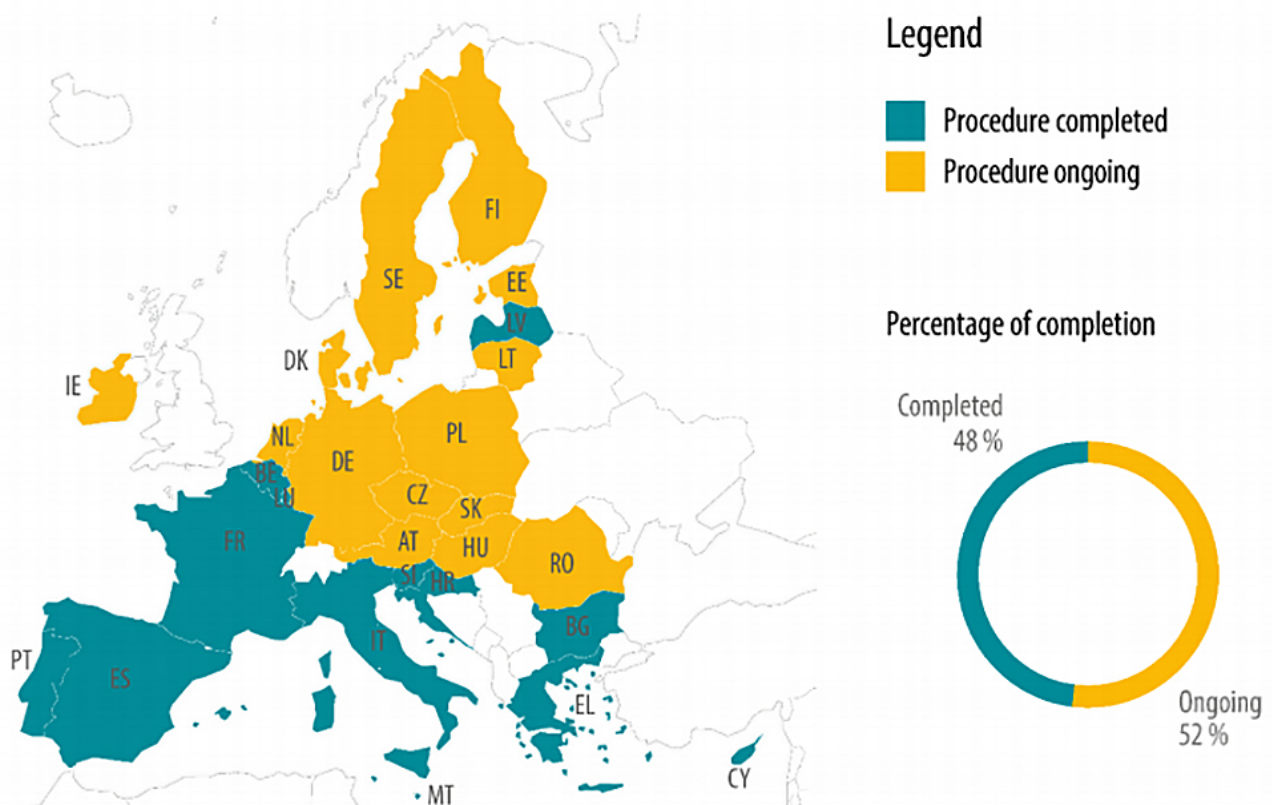 Legend
Procedure completed
Procedure ongoing
FI
SE
EE
LV
LT
DK
IE
NL
PL
DE
BE
LU
CZ
SK
FR
AT
HU
RO
SI
HR
BG
IT
PT
ES
EL
CY
MT
Percentage of completion
Completed
48 %
Ongoing
52 %